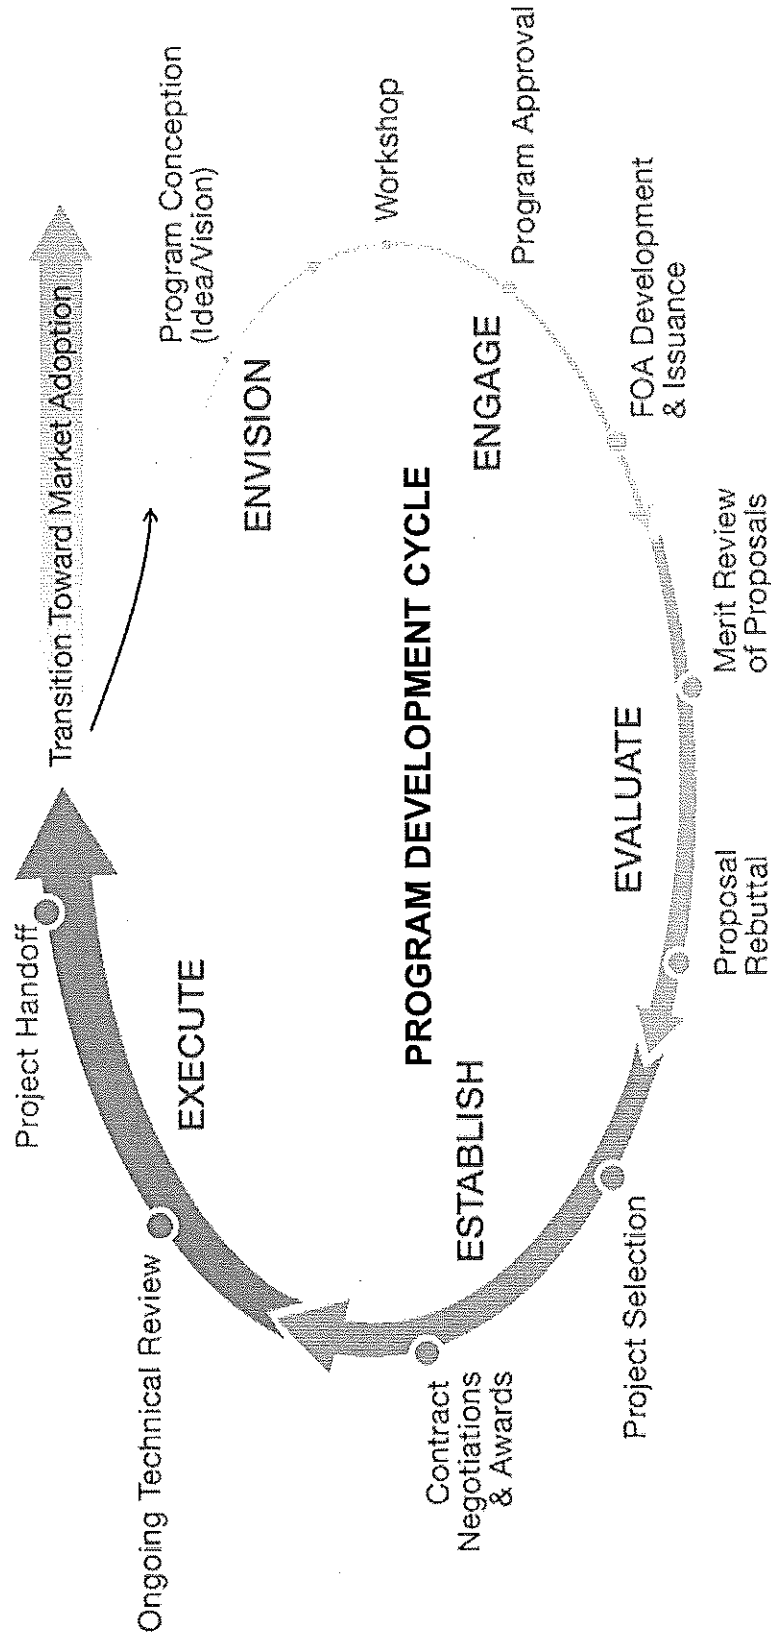 Transition Toward Market Adoption
Program Conception
(Idea/Vision)
Workshop
Program Approval
FOA Development
& Issuance
Merit Review
of Proposals
Proposal
Rebuttal
Project Selection
Contract
Negotiations
& Awards
Ongoing Technical Review
Project Handoff
ENVISION
ENGAGE
EVALUATE
ESTABLISH
EXECUTE
PROGRAM DEVELOPMENT CYCLE